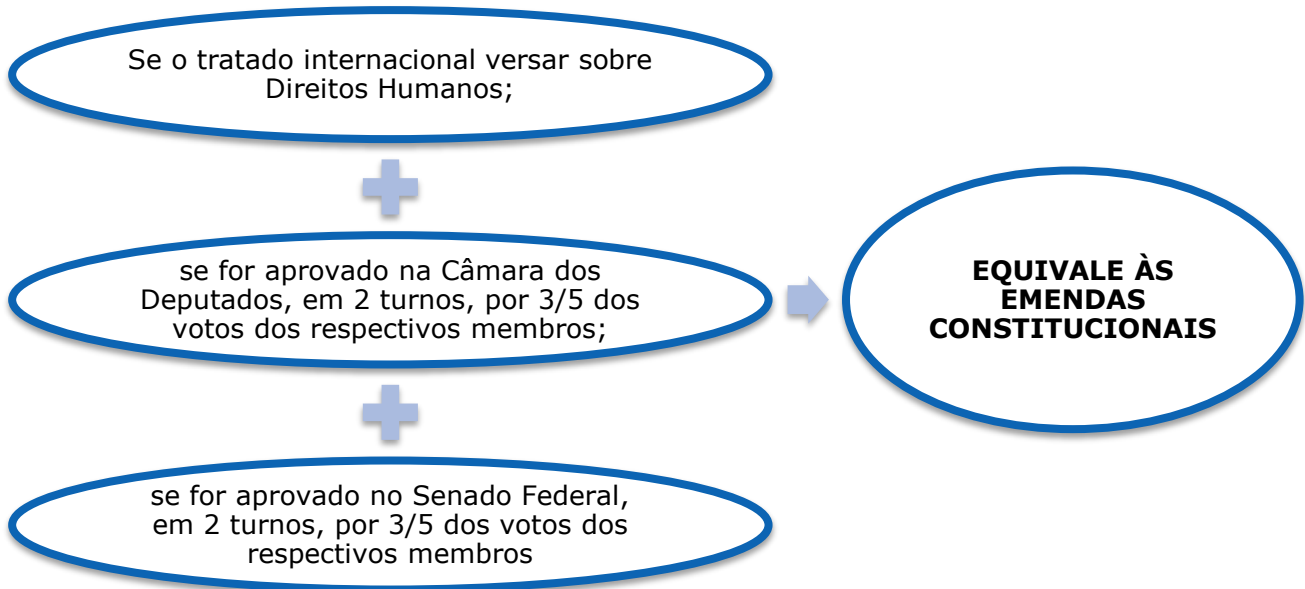 Se o tratado internacional versar sobre
Direitos Humanos;
se for aprovado na Câmara dos
Deputados, em 2 turnos, por 3/5 dos
votos dos respectivos membros;
se for aprovado no Senado Federal,
em 2 turnos, por 3/5 dos votos dos
respectivos membros
EQUIVALE ÀS
EMENDAS
CONSTITUCIONAIS